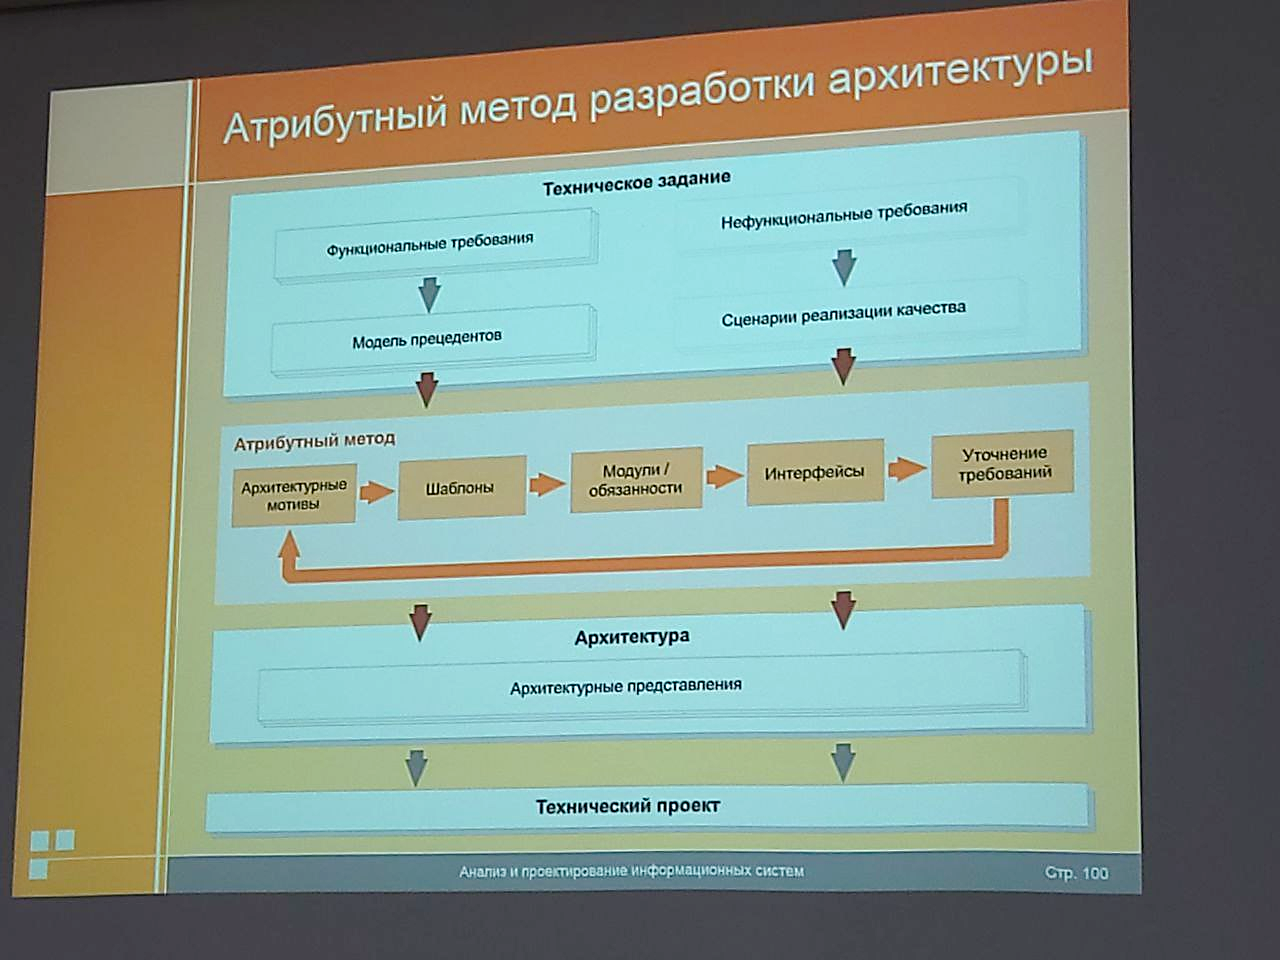 Атрибутный метод разработки архитектуры
Техническое задание
Функциональные требования
Нефункциональные требования
Модель прецедентов
Сценарии реализации качества
Атрибутный метод
Архитектурные
мотивы
Шаблоны
Модули /
обязанности
Интерфейсы
Уточнение
требований
Архитектура
Архитектурные представления
Технический проект
Анализ и проектирование информационных систем
Стр. 100